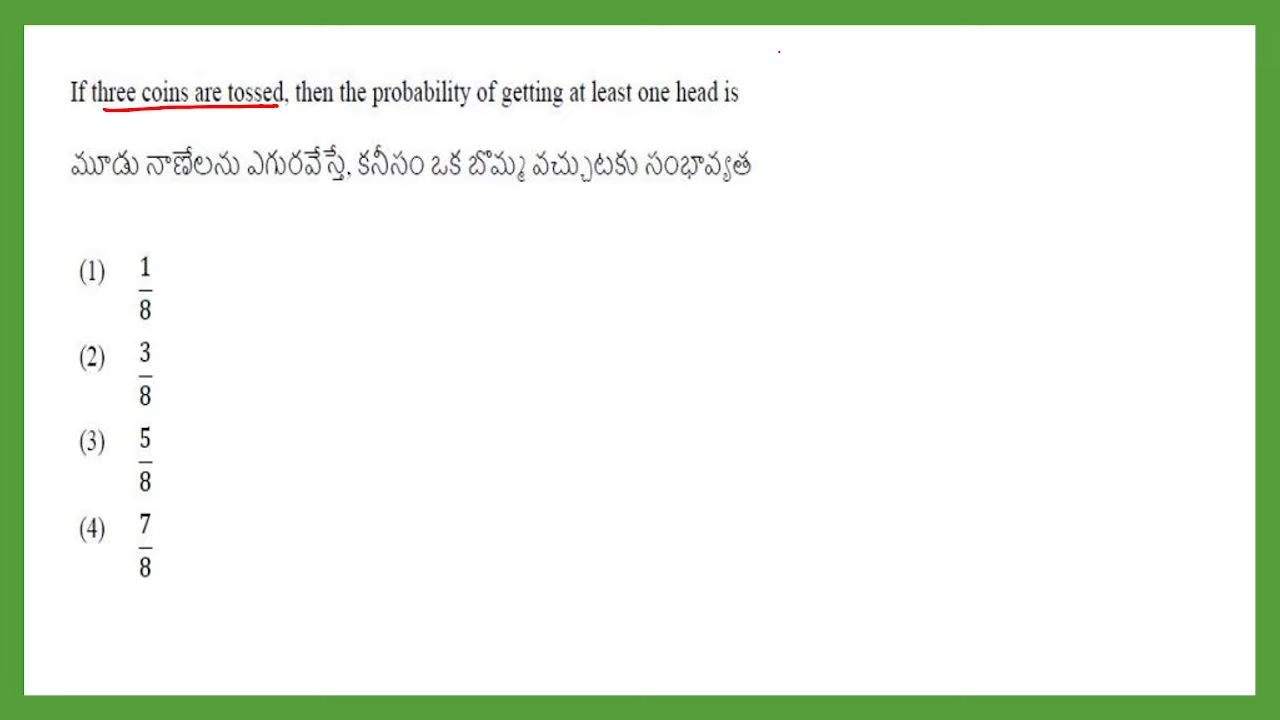 If three coins are tossed, then the probability of getting at least one head is
మూడు నాణేలను ఎగురవేస్తే, కనీసం ఒక బొమ్మ వచ్చుటకు సంభావ్యత
(1) 1/8
(2) 3/8
(3) 5/8
(4) 7/8